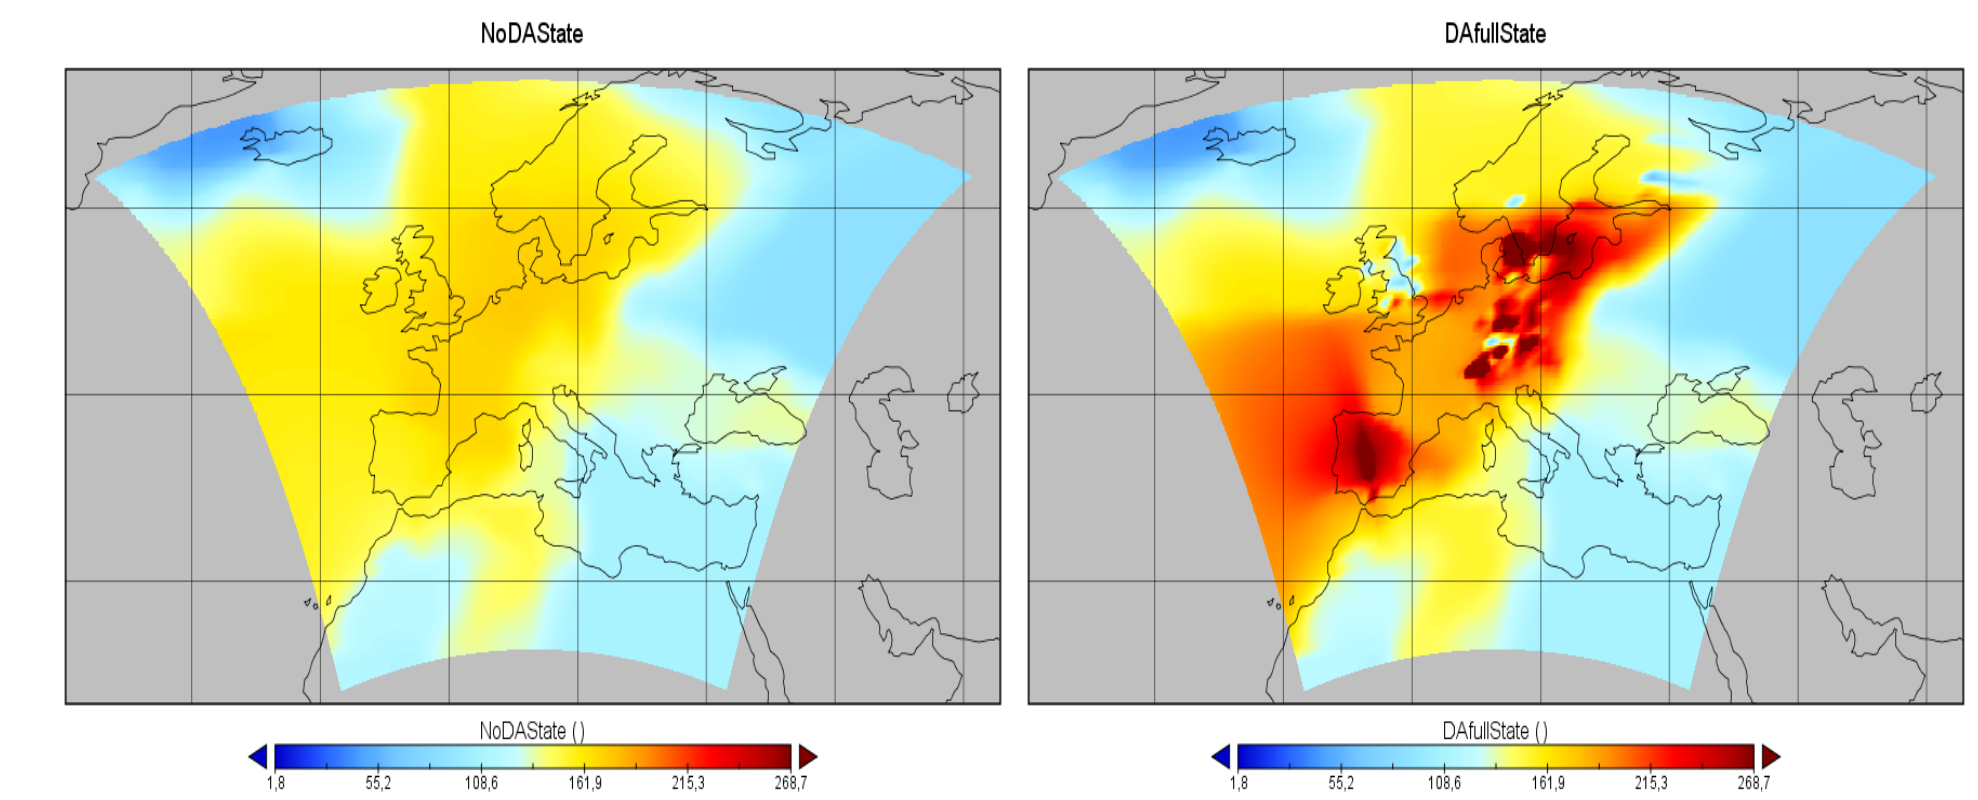 NoDAState
DAfullState
NoDAState ()
1,8 55,2 108,6 161,9 215,3 268,7
DAfullState ()
1,8 55,2 108,6 161,9 215,3 268,7